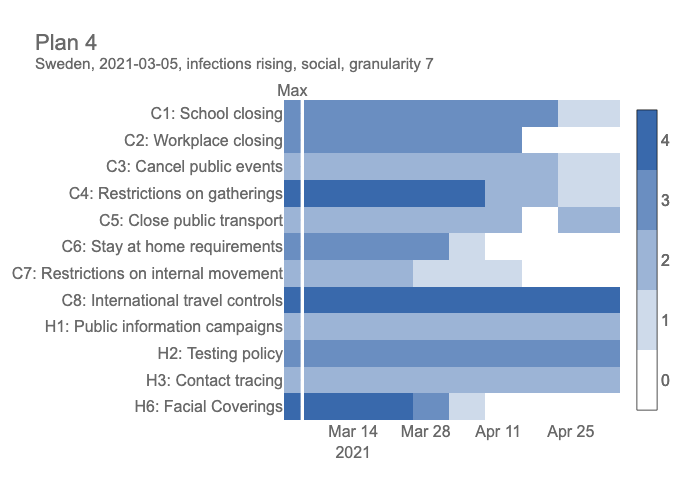 Plan 4
Sweden, 2021-03-05, infections rising, social, granularity 7
Max
C1: School closing
C2: Workplace closing
C3: Cancel public events
C4: Restrictions on gatherings
C5: Close public transport
C6: Stay at home requirements
C7: Restrictions on internal movement
C8: International travel controls
H1: Public information campaigns
H2: Testing policy
H3: Contact tracing
H6: Facial Coverings
Mar 14 Mar 28 Apr 11 Apr 25
2021
4
3
2
1
0